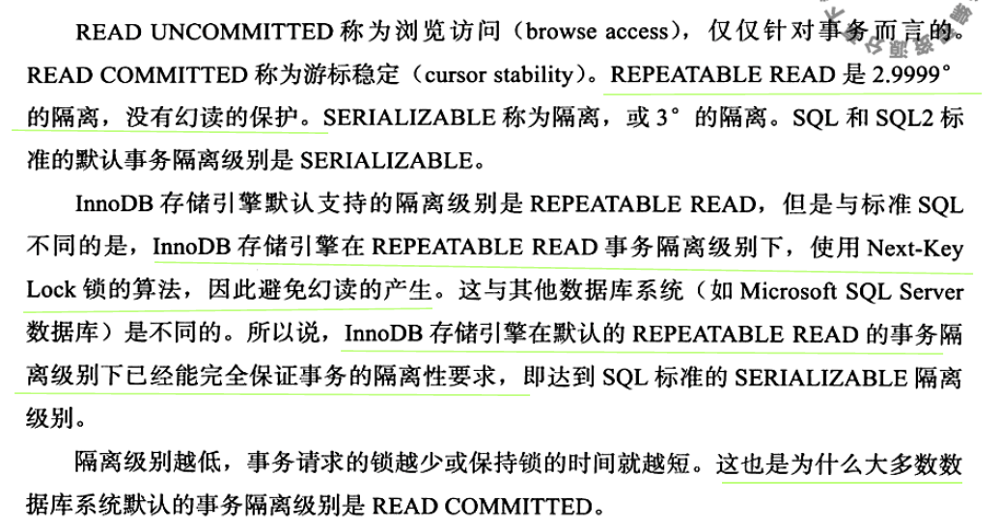 READ UNCOMMITTED 称为浏览访问（browse access），仅仅针对事务而言的。
READ COMMITTED 称为游标稳定（cursor stability）。REPEATABLE READ 是 2.9999°
的隔离，没有幻读的保护。SERIALIZABLE 称为隔离，或 3° 的隔离。SQL 和 SQL2 标
准的默认事务隔离级别是 SERIALIZABLE。
InnoDB 存储引擎默认支持的隔离级别是 REPEATABLE READ，但是与标准 SQL
不同的是，InnoDB 存储引擎在 REPEATABLE READ 事务隔离级别下，使用 Next-Key
Lock 锁的算法，因此避免幻读的产生。这与其他数据库系统（如 Microsoft SQL Server
数据库）是不同的。所以说，InnoDB 存储引擎在默认的 REPEATABLE READ 的事务隔
离级别下已经能完全保证事务的隔离性要求，即达到 SQL 标准的 SERIALIZABLE 隔离
级别。
隔离级别越低，事务请求的锁越少或保持锁的时间就越短。这也是为什么大多数数
据库系统默认的事务隔离级别是 READ COMMITTED。